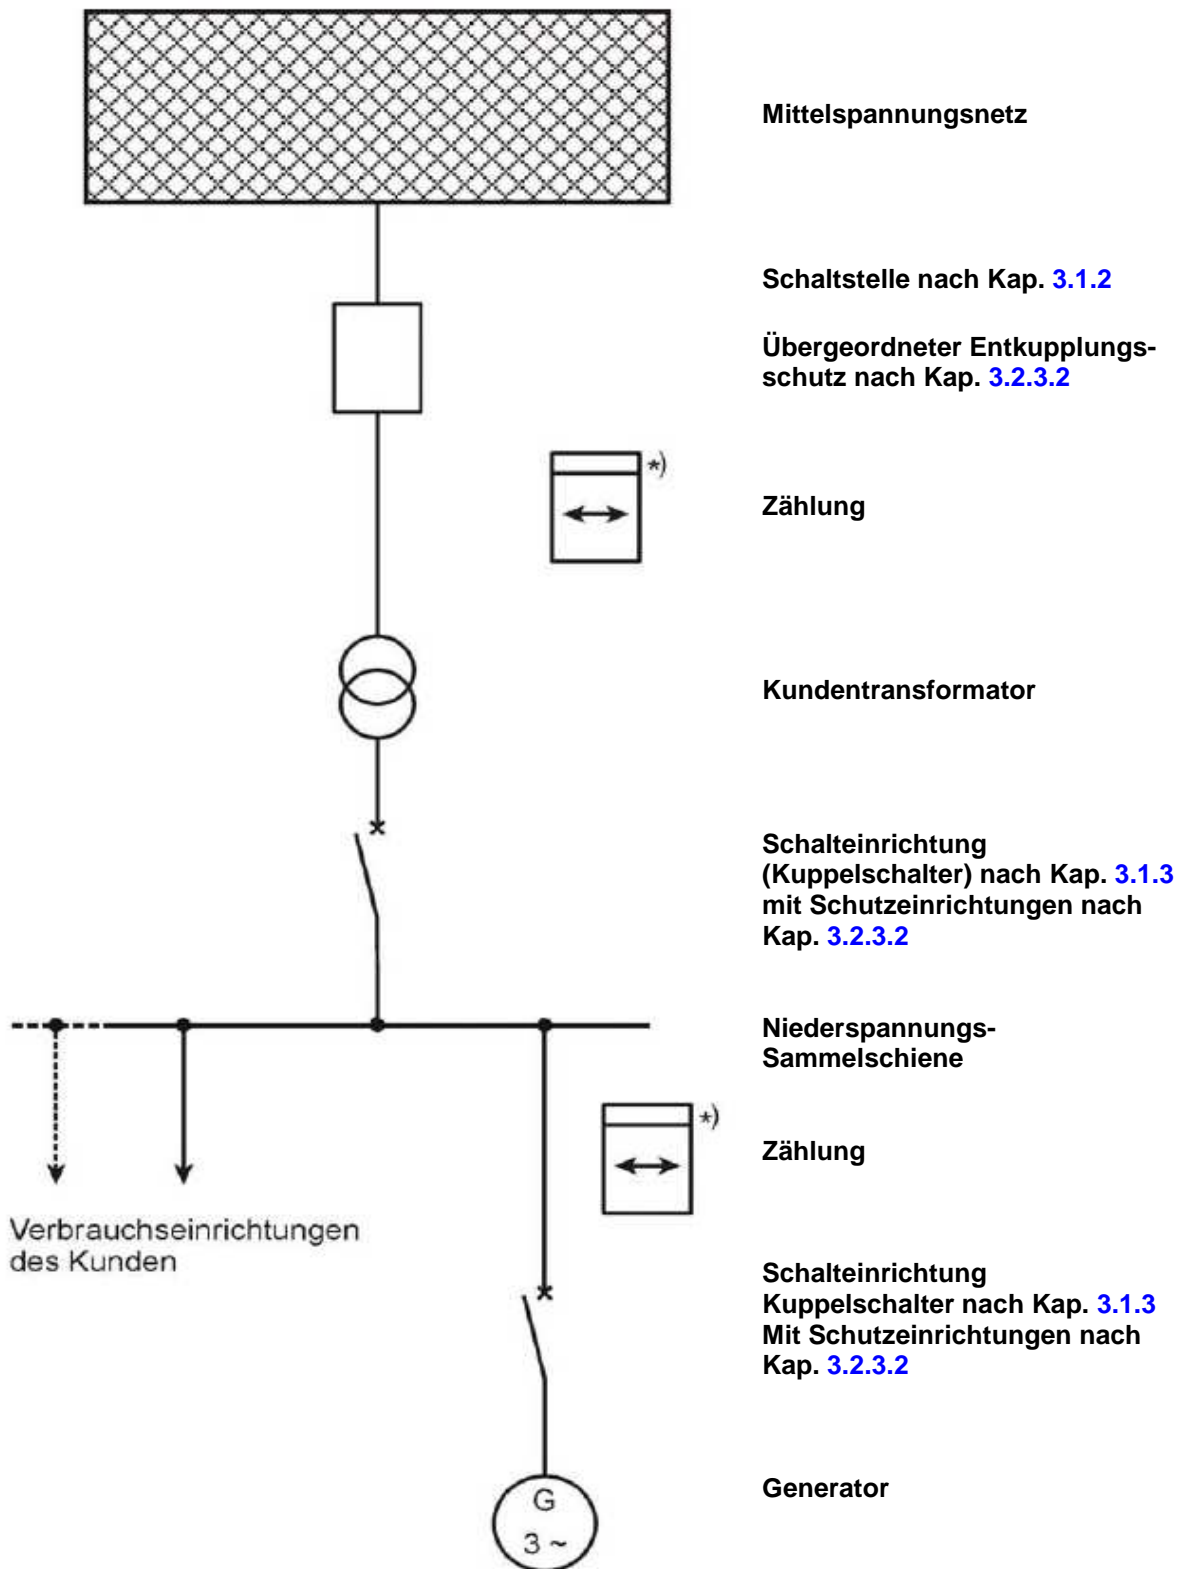 Mittelspannungsnetz
Schaltstelle nach Kap. 3.1.2
Übergeordneter Entkupplungs-
schutz nach Kap. 3.2.3.2
*)
Zählung
Kundentransformator
Schalteinrichtung
(Kuppelschalter) nach Kap. 3.1.3
mit Schutzeinrichtungen nach
Kap. 3.2.3.2
Niederspannungs-
Sammelschiene
*)
Zählung
Verbrauchseinrichtungen
des Kunden
Schalteinrichtung
Kuppelschalter nach Kap. 3.1.3
Mit Schutzeinrichtungen nach
Kap. 3.2.3.2
Generator
G
3 ~